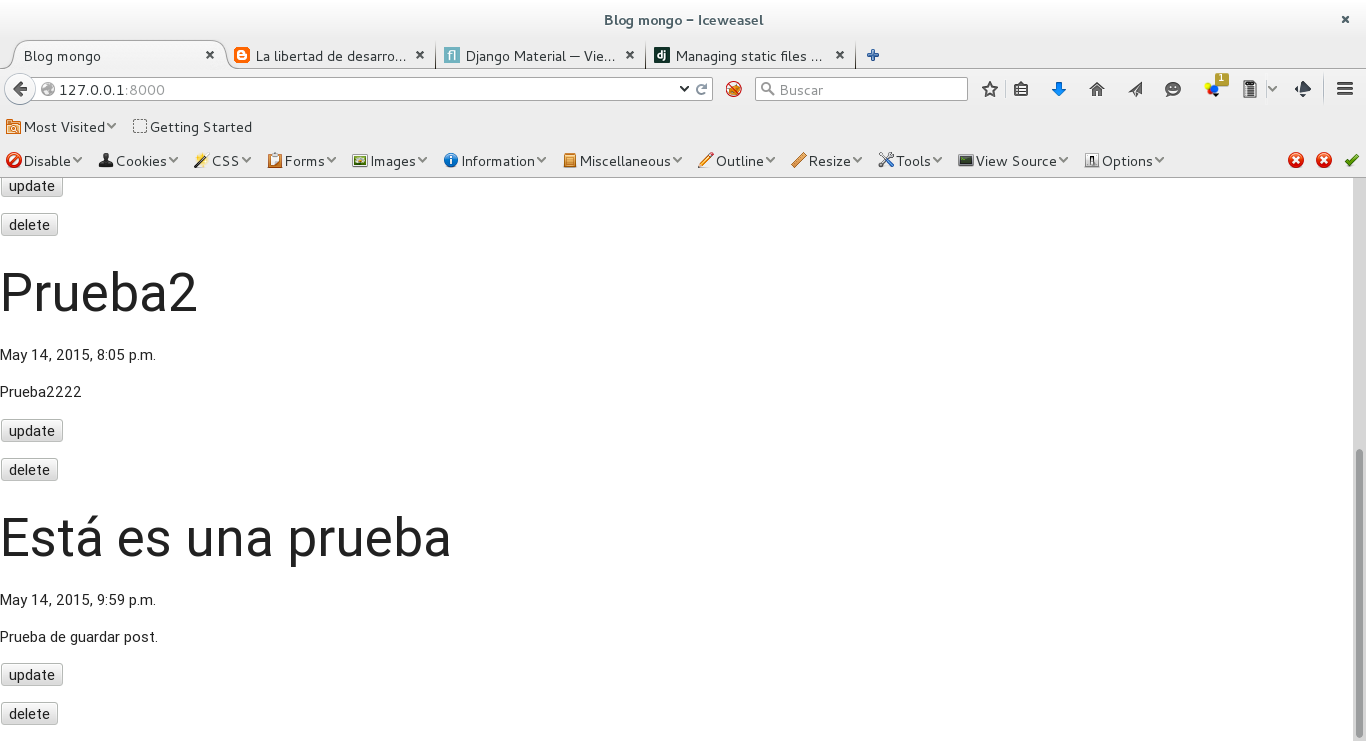 Blog mongo – Iceweasel
Blog mongo
La libertad de desarro...
Django Material — Vie...
Managing static files ...
127.0.0.1:8000
Buscar
1
Most Visited
Getting Started
Disable
Cookies
CSS
Forms
Images
Information
Miscellaneous
Outline
Resize
Tools
View Source
Options
update
delete
Prueba2
May 14, 2015, 8:05 p.m.
Prueba2222
update
delete
Está es una prueba
May 14, 2015, 9:59 p.m.
Prueba de guardar post.
update
delete